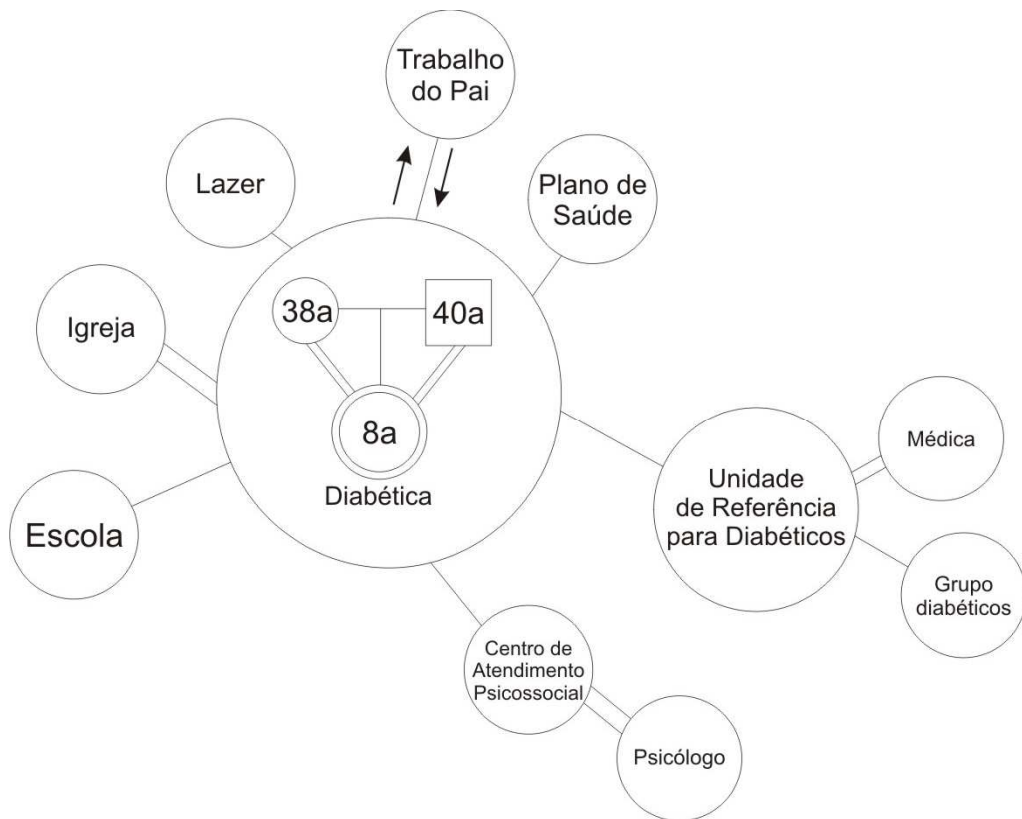 Trabalho
do Pai
Lazer
Plano de
Saúde
Igreja
38a
40a
8a
Diabética
Escola
Unidade
de Referência
para Diabéticos
Médica
Grupo
diabéticos
Centro de
Atendimento
Psicossocial
Psicólogo